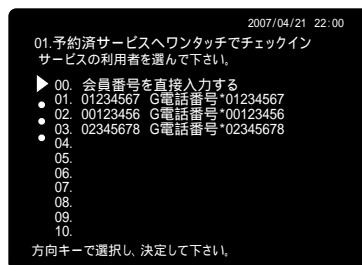 2007/04/21 22:00
01.予約済サービスへワンタッチでチェックイン
サービスの利用者を選んで下さい。
00. 会員番号を直接入力する
01. 01234567 G電話番号*01234567
02. 00123456 G電話番号*00123456
03. 02345678 G電話番号*02345678
04.
05.
06.
07.
08.
09.
10.
方向キーで選択し、決定して下さい。